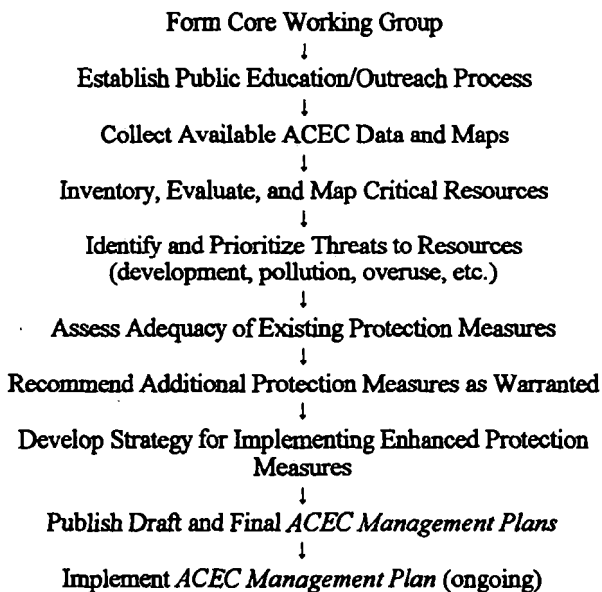 Form Core Working Group
↓
Establish Public Education/Outreach Process
↓
Collect Available ACEC Data and Maps
↓
Inventory, Evaluate, and Map Critical Resources
↓
Identify and Prioritize Threats to Resources
(development, pollution, overuse, etc.)
↓
Assess Adequacy of Existing Protection Measures
↓
Recommend Additional Protection Measures as Warranted
↓
Develop Strategy for Implementing Enhanced Protection
Measures
↓
Publish Draft and Final ACEC Management Plans
↓
Implement ACEC Management Plan (ongoing)